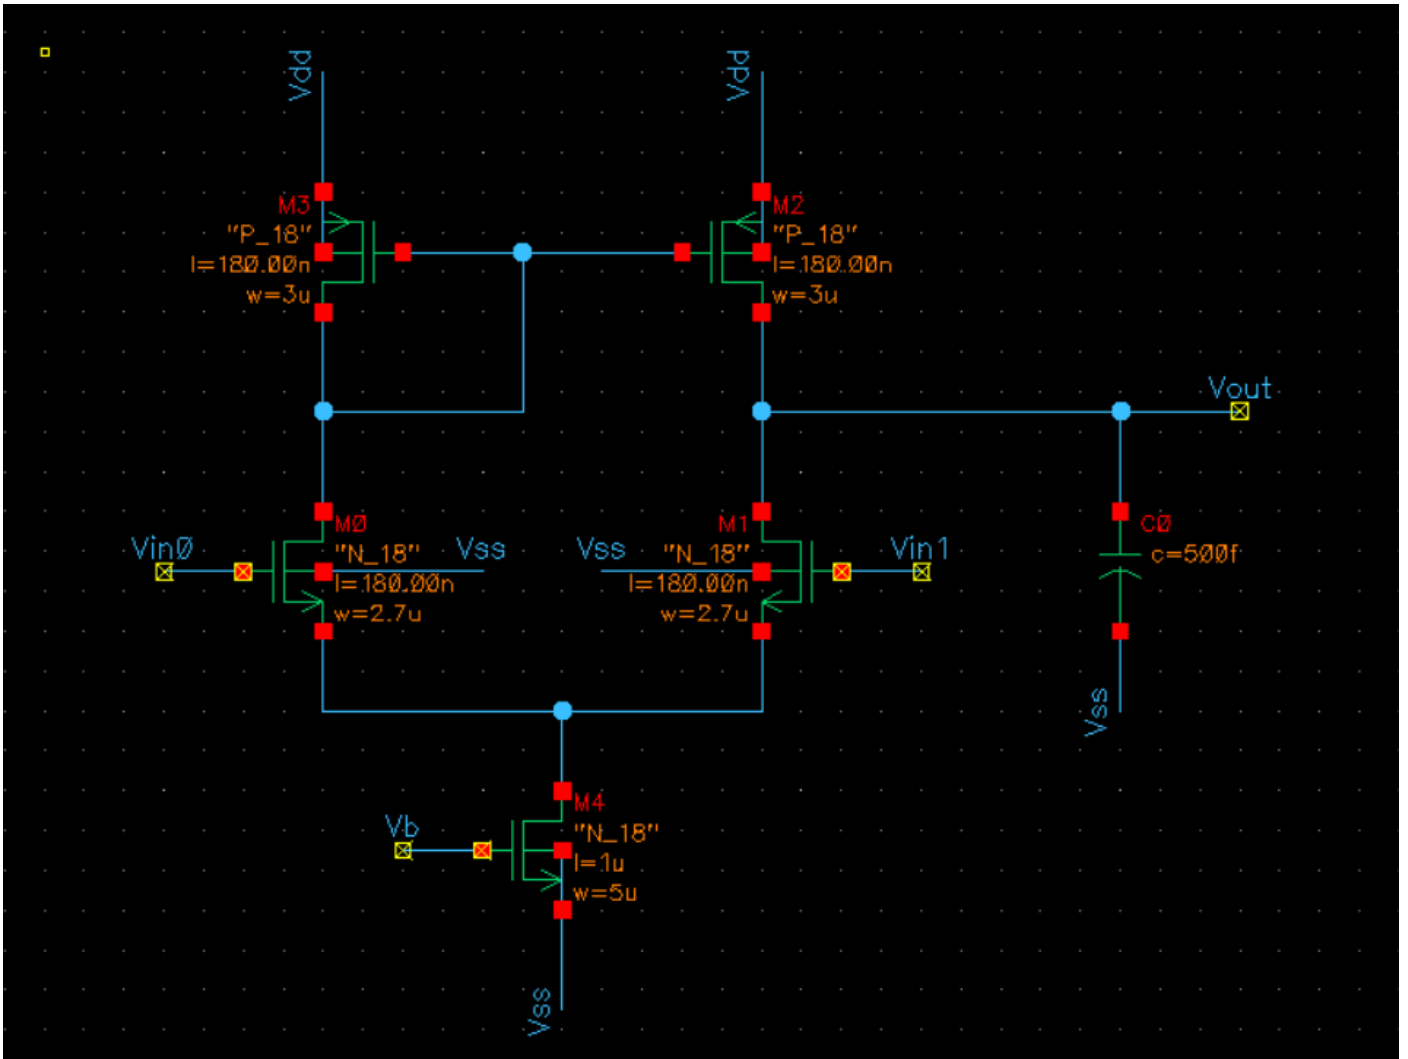 Vdd
Vdd
M3
"P_18"
l=180.00n
w=3u
M2
"P_18"
l=180.00n
w=3u
Vout
Vin0
M0
"N_18"
l=180.00n
w=2.7u
Vss
Vss
M1
"N_18"
l=180.00n
w=2.7u
Vin1
C0
c=500f
Vss
Vb
M4
"N_18"
l=1u
w=5u
Vss